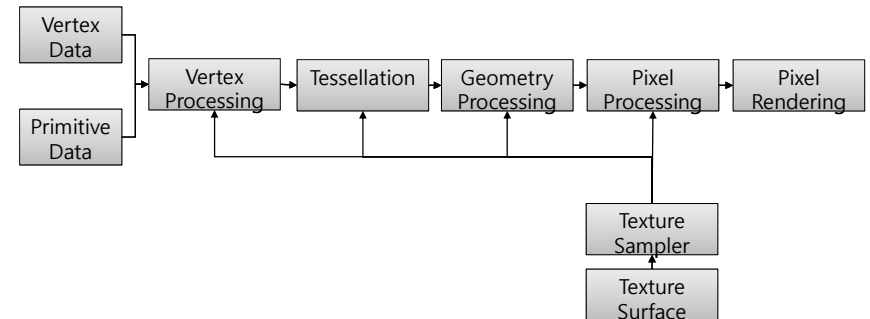 Vertex
Data
Primitive
Data
Vertex
Processing
Tessellation
Geometry
Processing
Pixel
Processing
Pixel
Rendering
Texture
Sampler
Texture
Surface